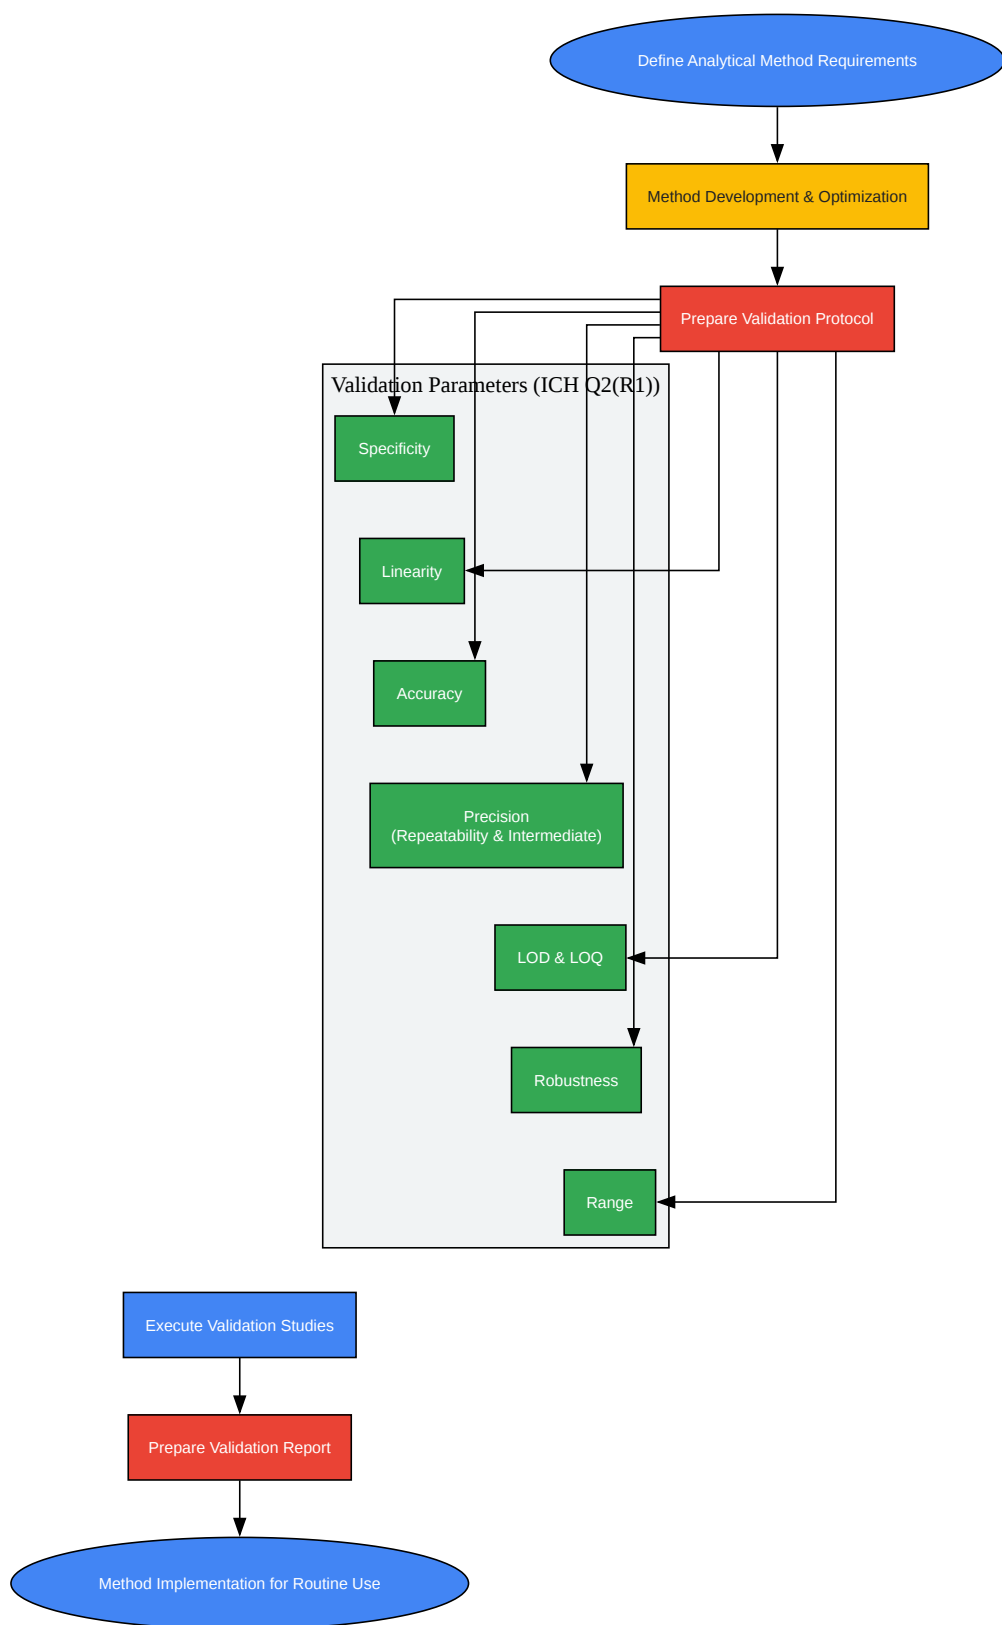 Define Analytical Method Requirements
Method Development & Optimization
Prepare Validation Protocol
Validation Parameters (ICH Q2(R1))
Specificity
Linearity
Accuracy
Precision
(Repeatability & Intermediate)
LOD & LOQ
Robustness
Range
Execute Validation Studies
Prepare Validation Report
Method Implementation for Routine Use